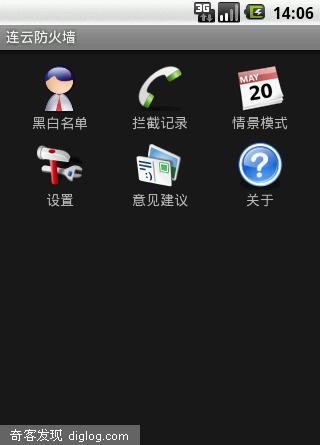 3G 14:06
连云防火墙
MAY
20
黑白名单 拦截记录 情景模式
?
设置 意见建议 关于
奇客发现 diglog.com